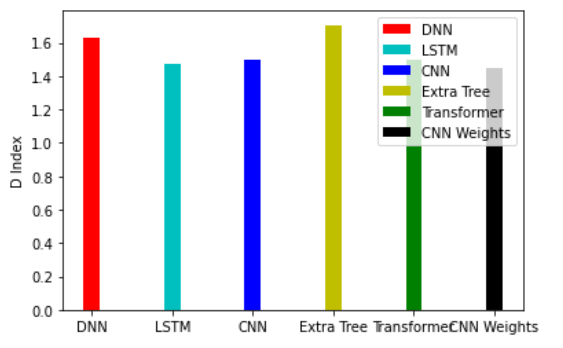 1.6
1.4
1.2
1.0
0.8
0.6
0.4
0.2
0.0
D Index
DNN
LSTM
CNN
Extra Tree
Transformer
CNN Weights
DNN
LSTM
CNN
Extra Tree
Transformer
CNN Weights